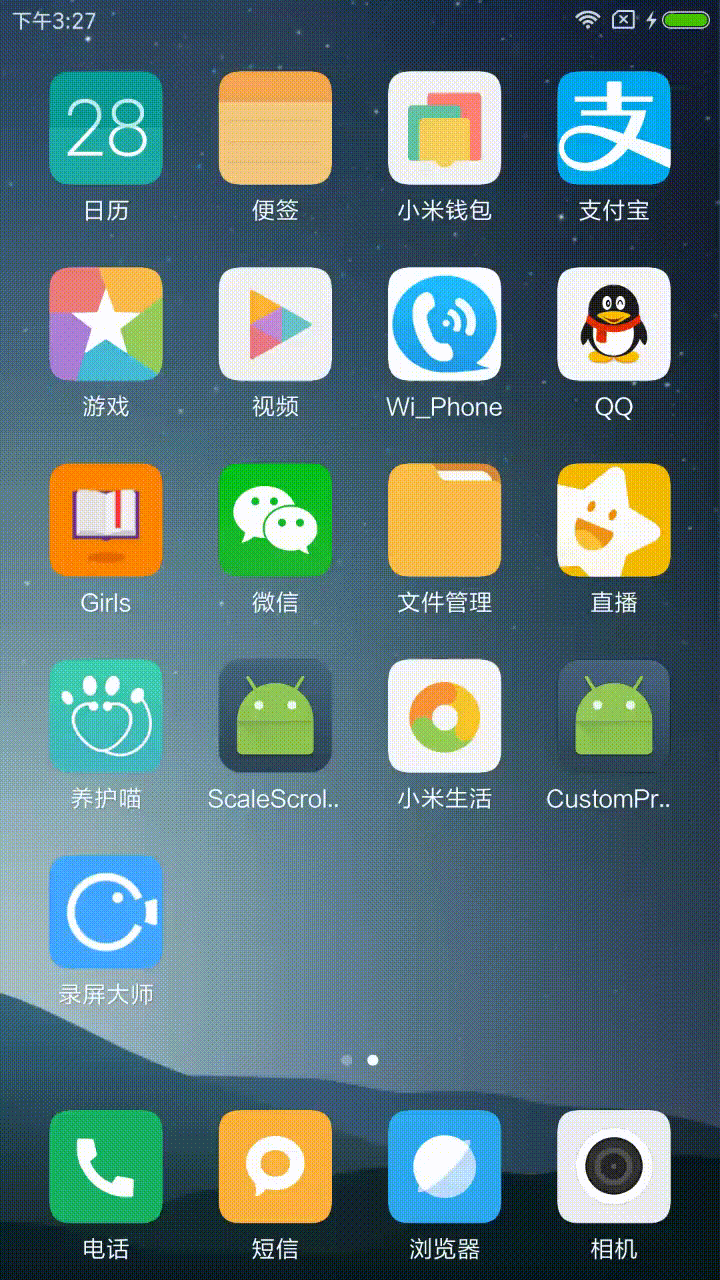 下午3:27
28
支
日历
便签
小米钱包
支付宝
游戏
视频
Wi_Phone
QQ
Girls
微信
文件管理
直播
养护喵
ScaleScrol..
小米生活
CustomPr..
录屏大师
电话
短信
浏览器
相机